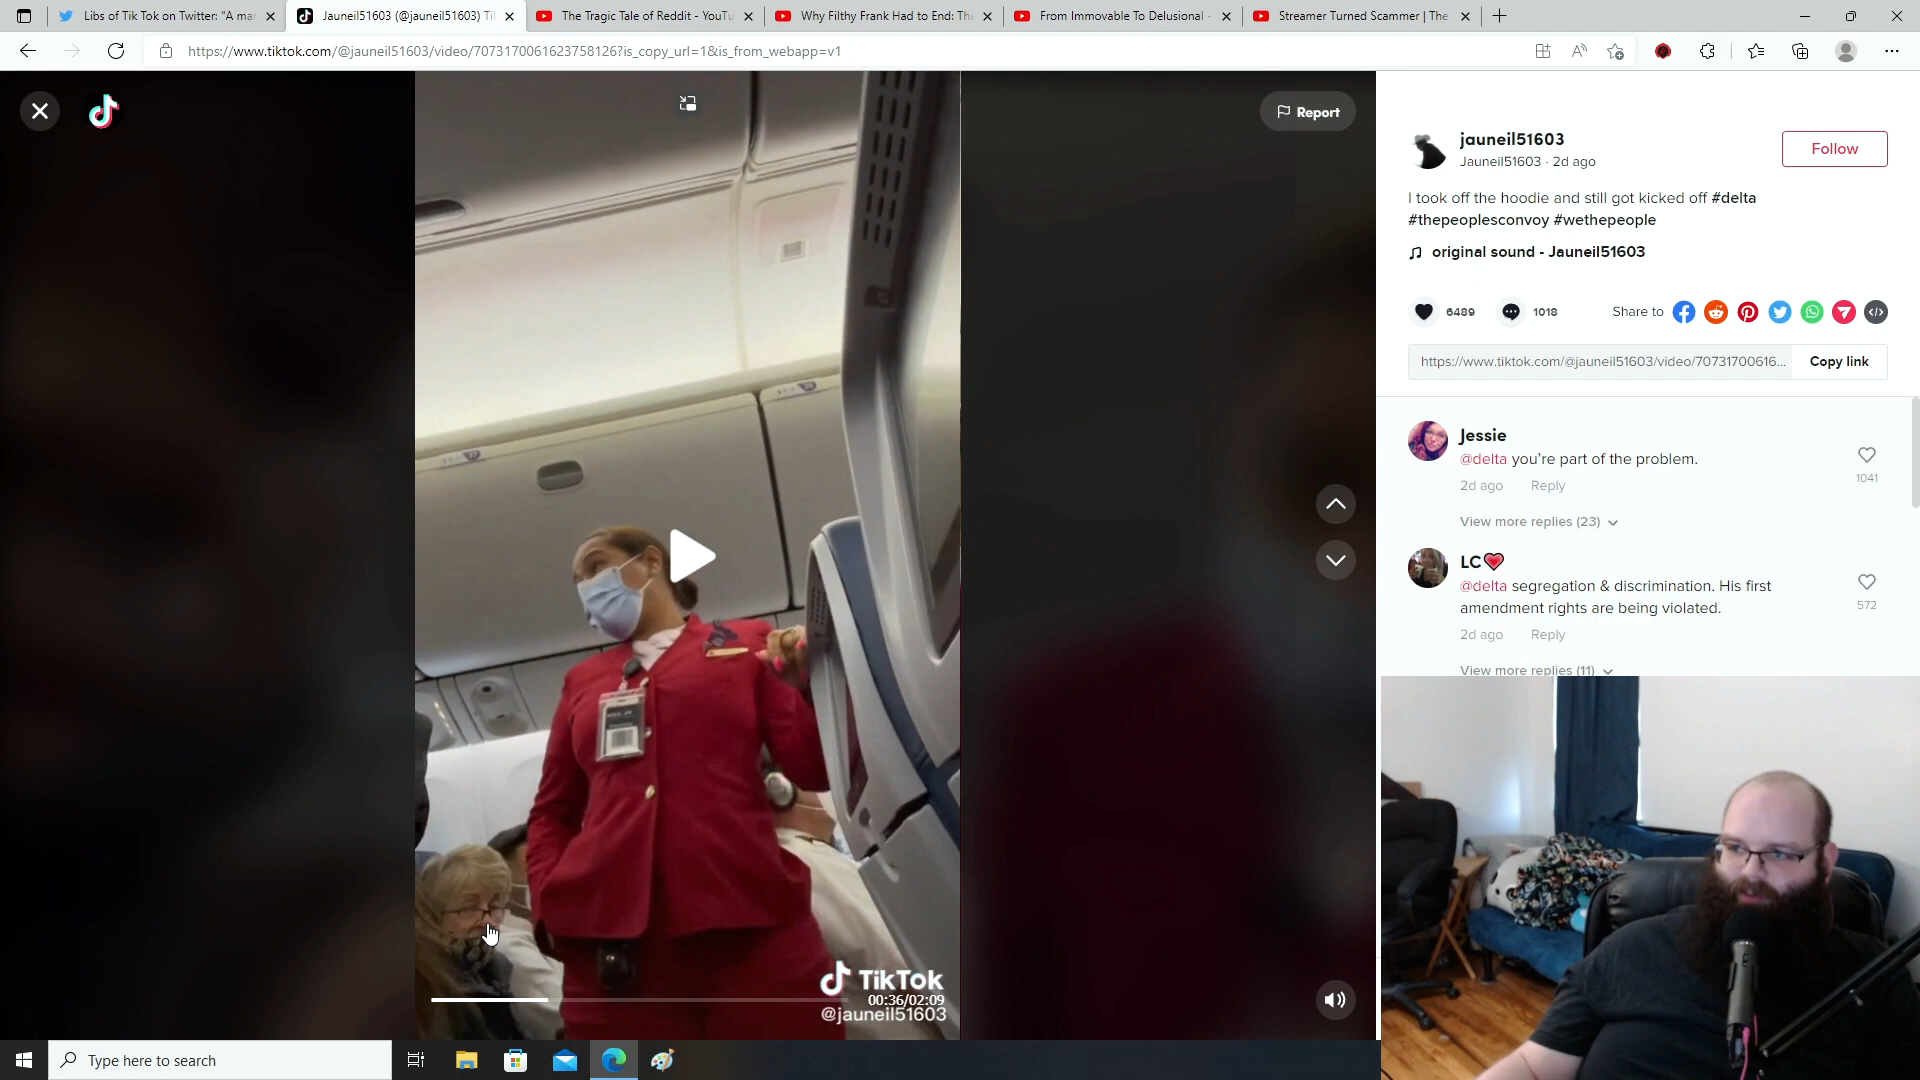 Libs of Tik Tok on Twitter: "A mar
Jauneil51603 (@jauneil51603) Ti
The Tragic Tale of Reddit - YouTu
Why Filthy Frank Had to End: The
From Immovable To Delusional -
Streamer Turned Scammer | The
https://www.tiktok.com/@jauneil51603/video/7073170061623758126?is_copy_url=1&is_from_webapp=v1
Report
jauneil51603
Jauneil51603 · 2d ago
Follow
I took off the hoodie and still got kicked off #delta
#thepeoplesconvoy #wethepeople
original sound - Jauneil51603
6489
1018
Share to
https://www.tiktok.com/@jauneil51603/video/70731700616...
Copy link
Jessie
@delta you're part of the problem.
1041
2d ago Reply
View more replies (23)
LC
@delta segregation & discrimination. His first
amendment rights are being violated.
572
2d ago Reply
View more replies (11)
TikTok
00:36/02:09
@jauneil51603
Type here to search